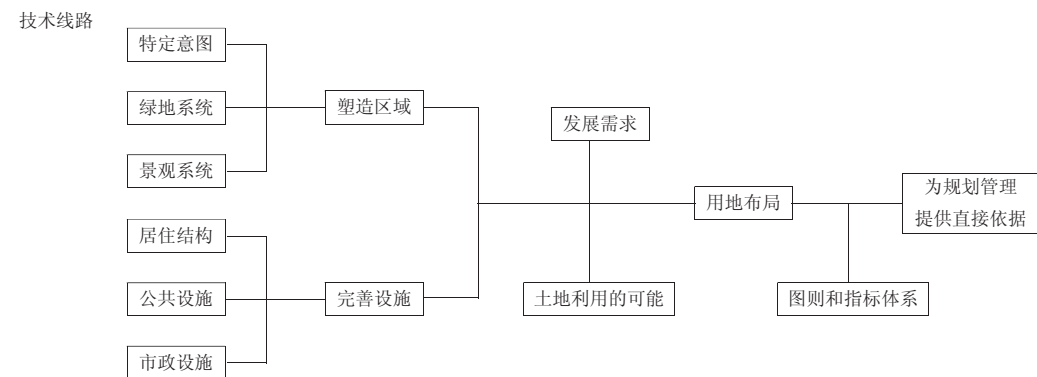 技术线路
特定意图
绿地系统
景观系统
居住结构
公共设施
市政设施
塑造区域
完善设施
发展需求
土地利用的可能
用地布局
图则和指标体系
为规划管理
提供直接依据